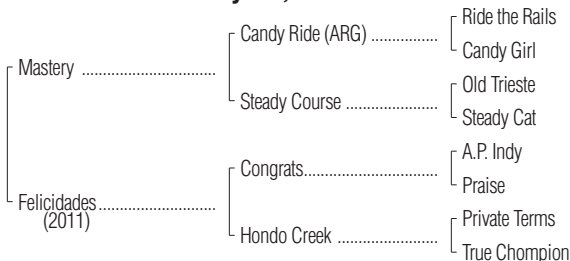 Ride the Rails
Candy Ride (ARG) ................
Candy Girl
Mastery ...............................
Old Trieste
Steady Course ......................
Steady Cat
A.P. Indy
Congrats................................
Praise
Felicidades...........................
(2011)
Private Terms
Hondo Creek ........................
True Chompion